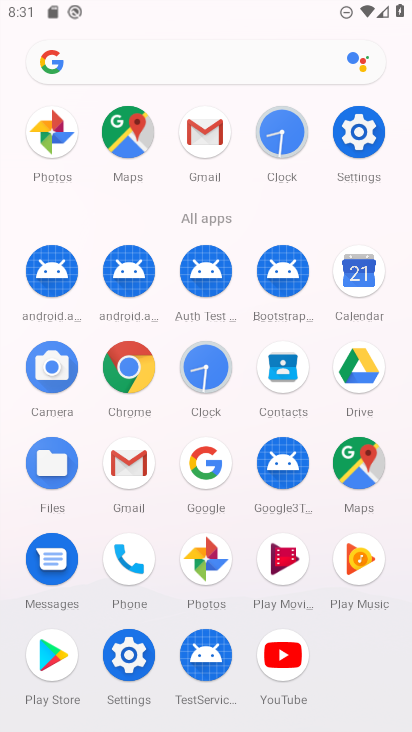 8:31
Photos Maps Gmail Clock Settings
All apps
android.a... android.a... Auth Test ... Bootstrap... Calendar
21
Camera Chrome Clock Contacts Drive
Files Gmail Google Google3T... Maps
Messages Phone Photos Play Movi... Play Music
Play Store Settings TestServic... YouTube